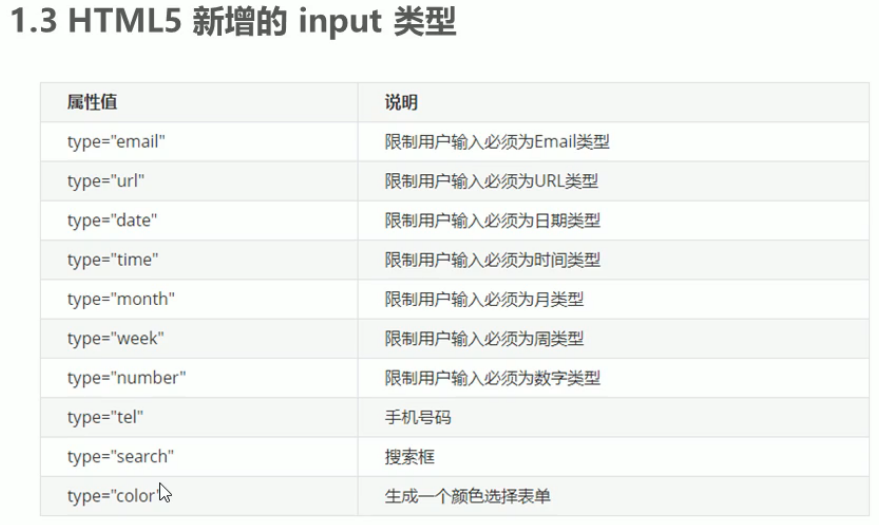 1.3 HTML5 新增的 input 类型
属性值 说明
type="email" 限制用户输入必须为Email类型
type="url" 限制用户输入必须为URL类型
type="date" 限制用户输入必须为日期类型
type="time" 限制用户输入必须为时间类型
type="month" 限制用户输入必须为月类型
type="week" 限制用户输入必须为周类型
type="number" 限制用户输入必须为数字类型
type="tel" 手机号码
type="search" 搜索框
type="color" 生成一个颜色选择表单